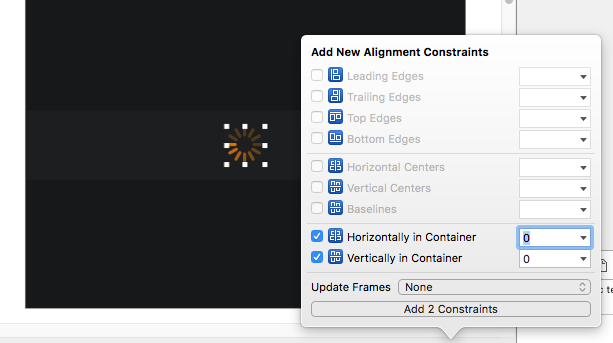 Add New Alignment Constraints
Leading Edges
Trailing Edges
Top Edges
Bottom Edges
Horizontal Centers
Vertical Centers
Baselines
Horizontally in Container 0
Vertically in Container 0
Update Frames None
Add 2 Constraints